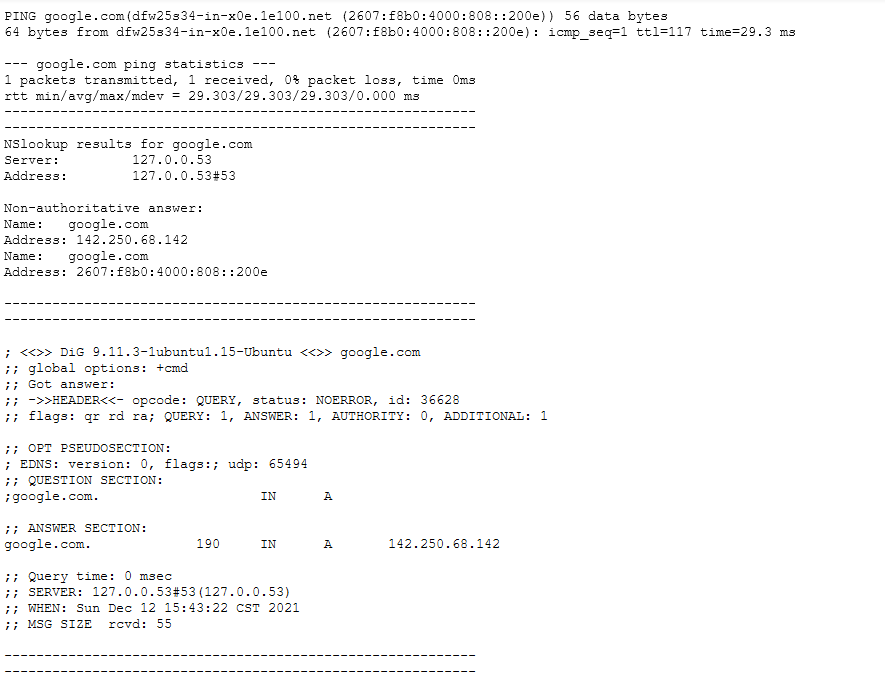 PING google.com(dfw25s34-in-x0e.1e100.net (2607:f8b0:4000:808::200e)) 56 data bytes
64 bytes from dfw25s34-in-x0e.1e100.net (2607:f8b0:4000:808::200e): icmp_seq=1 ttl=117 time=29.3 ms

--- google.com ping statistics ---
1 packets transmitted, 1 received, 0% packet loss, time 0ms
rtt min/avg/max/mdev = 29.303/29.303/29.303/0.000 ms
-----------------------------------------------------------
-----------------------------------------------------------
NSlookup results for google.com
Server:         127.0.0.53
Address:        127.0.0.53#53

Non-authoritative answer:
Name:   google.com
Address: 142.250.68.142
Name:   google.com
Address: 2607:f8b0:4000:808::200e

-----------------------------------------------------------
-----------------------------------------------------------

; <<>> DiG 9.11.3-1ubuntu1.15-Ubuntu <<>> google.com
;; global options: +cmd
;; Got answer:
;; ->>HEADER<<- opcode: QUERY, status: NOERROR, id: 36628
;; flags: qr rd ra; QUERY: 1, ANSWER: 1, AUTHORITY: 0, ADDITIONAL: 1

;; OPT PSEUDOSECTION:
; EDNS: version: 0, flags:; udp: 65494
;; QUESTION SECTION:
;google.com.                    IN      A

;; ANSWER SECTION:
google.com.             190     IN      A       142.250.68.142

;; Query time: 0 msec
;; SERVER: 127.0.0.53#53(127.0.0.53)
;; WHEN: Sun Dec 12 15:43:22 CST 2021
;; MSG SIZE  rcvd: 55

-----------------------------------------------------------
-----------------------------------------------------------